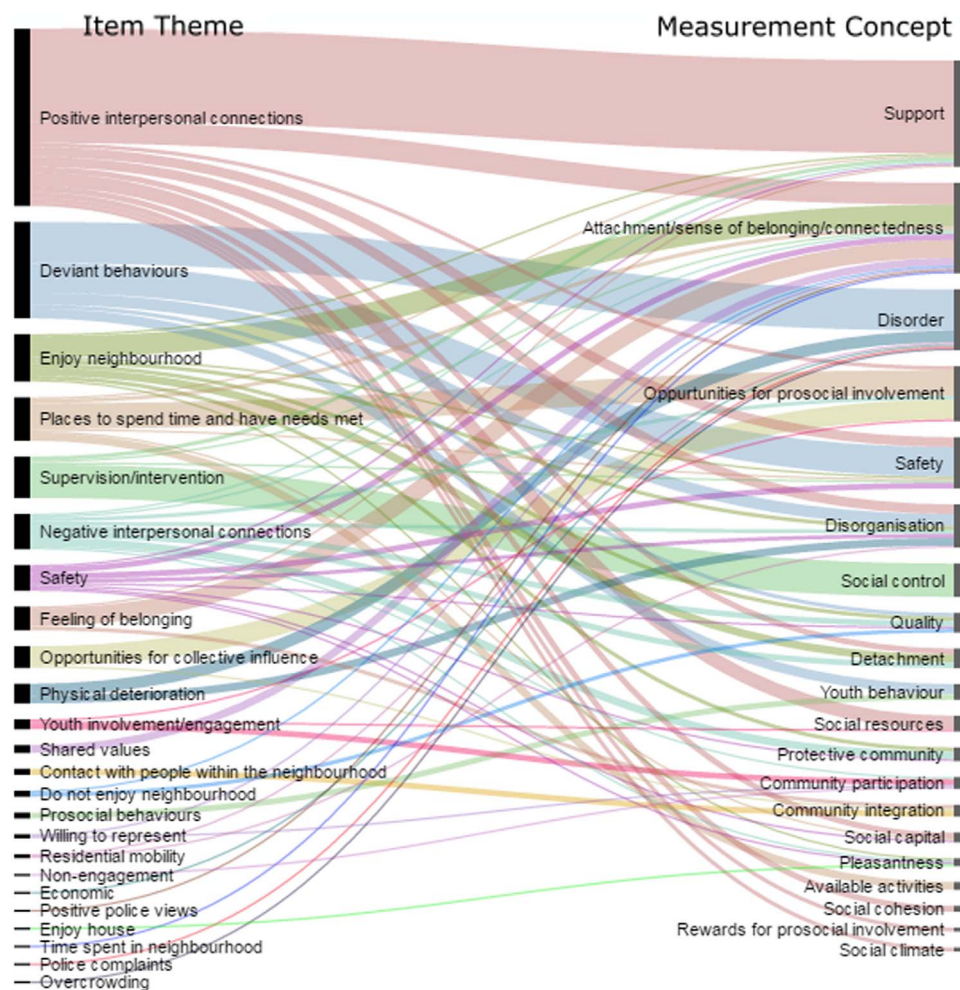 Item Theme
Measurement Concept
Positive interpersonal connections
Deviant behaviours
Enjoy neighbourhood
Places to spend time and have needs met
Supervision/intervention
Negative interpersonal connections
Safety
Feeling of belonging
Opportunities for collective influence
Physical deterioration
Youth involvement/engagement
Shared values
Contact with people within the neighbourhood
Do not enjoy neighbourhood
Prosocial behaviours
Willing to represent
Residential mobility
Non-engagement
Economic
Positive police views
Enjoy house
Time spent in neighbourhood
Police complaints
Overcrowding
Support
Attachment/sense of belonging/connectedness
Disorder
Oppurtunities for prosocial involvement
Safety
Disorganisation
Social control
Quality
Detachment
Youth behaviour
Social resources
Protective community
Community participation
Community integration
Social capital
Pleasantness
Available activities
Social cohesion
Rewards for prosocial involvement
Social climate